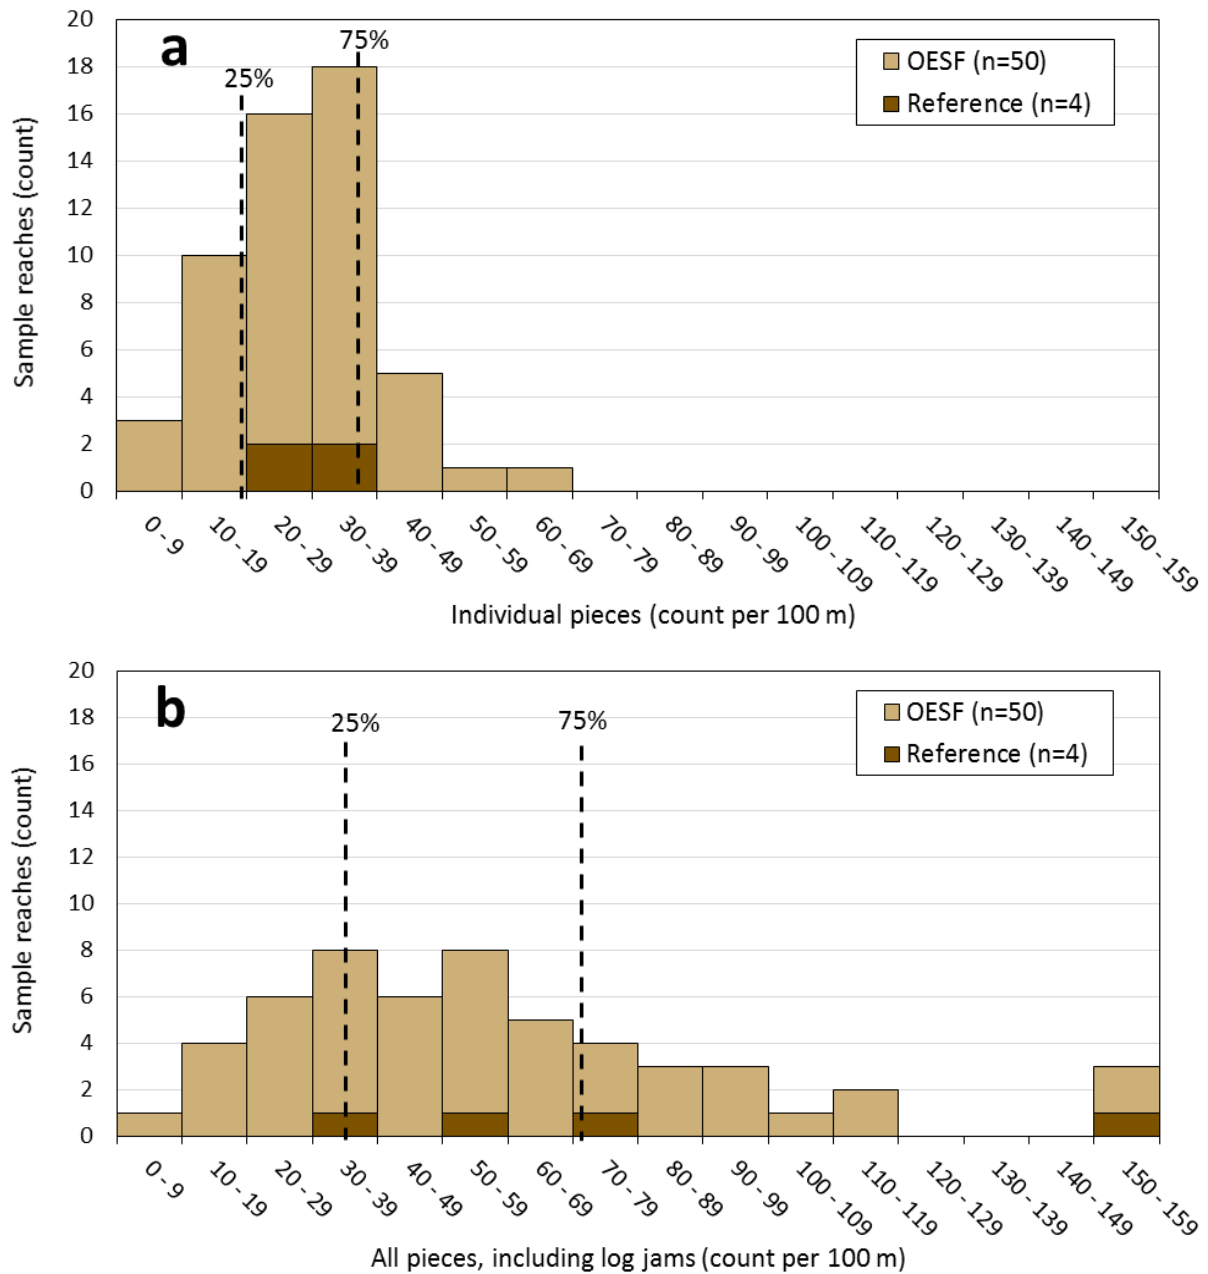 a
25%
75%
OESF (n=50)
Reference (n=4)
Sample reaches (count)
20
18
16
14
12
10
8
6
4
2
0
0 - 9
10 - 19
20 - 29
30 - 39
40 - 49
50 - 59
60 - 69
70 - 79
80 - 89
90 - 99
100 - 109
110 - 119
120 - 129
130 - 139
140 - 149
150 - 159
Individual pieces (count per 100 m)
b
25%
75%
OESF (n=50)
Reference (n=4)
Sample reaches (count)
20
18
16
14
12
10
8
6
4
2
0
0 - 9
10 - 19
20 - 29
30 - 39
40 - 49
50 - 59
60 - 69
70 - 79
80 - 89
90 - 99
100 - 109
110 - 119
120 - 129
130 - 139
140 - 149
150 - 159
All pieces, including log jams (count per 100 m)